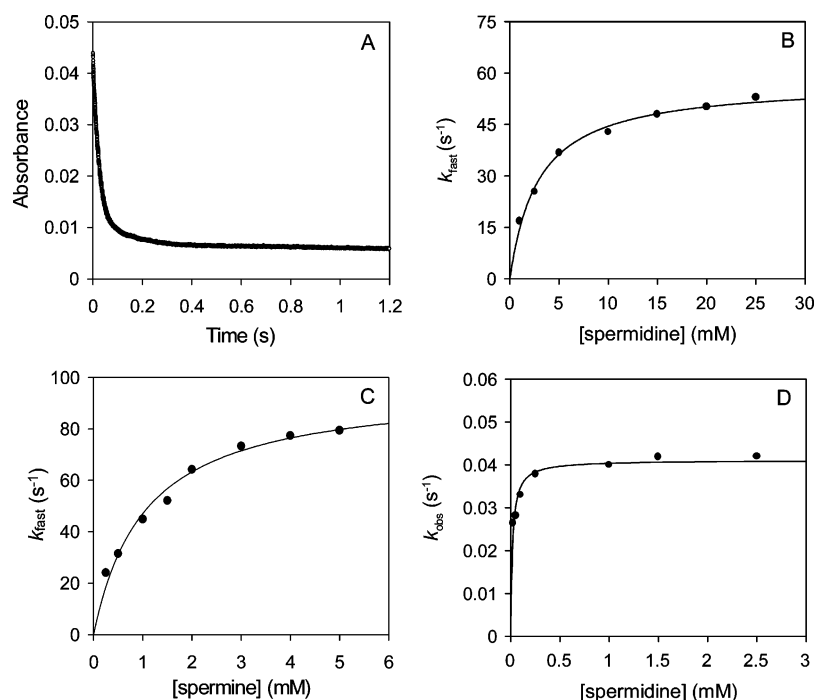 A
Absorbance
0.05
0.04
0.03
0.02
0.01
0
0 0.2 0.4 0.6 0.8 1 1.2
Time (s)
B
kfast (s-1)
75
60
45
30
15
0
0 5 10 15 20 25 30
[spermidine] (mM)
C
kfast (s-1)
100
80
60
40
20
0
0 1 2 3 4 5 6
[spermine] (mM)
D
kobs (s-1)
0.06
0.05
0.04
0.03
0.02
0.01
0
0 0.5 1 1.5 2 2.5 3
[spermidine] (mM)